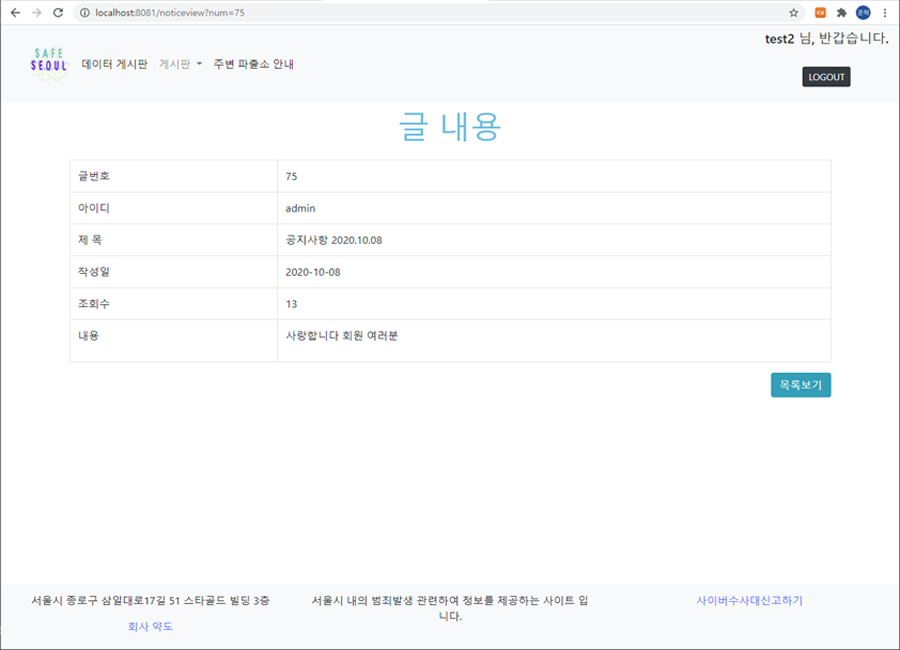 localhost:8081/noticeview?num=75
test2 님, 반갑습니다.
SAFE
SEOUL
데이터 게시판 게시판 주변 파출소 안내
LOGOUT
글 내용
글번호 75
아이디 admin
제 목 공지사항 2020.10.08
작성일 2020-10-08
조회수 13
내용 사랑합니다 회원 여러분
목록보기
서울시 종로구 삼일대로17길 51 스타골드 빌딩 3층
회사 약도
서울시 내의 범죄발생 관련하여 정보를 제공하는 사이트 입
니다.
사이버수사대신고하기